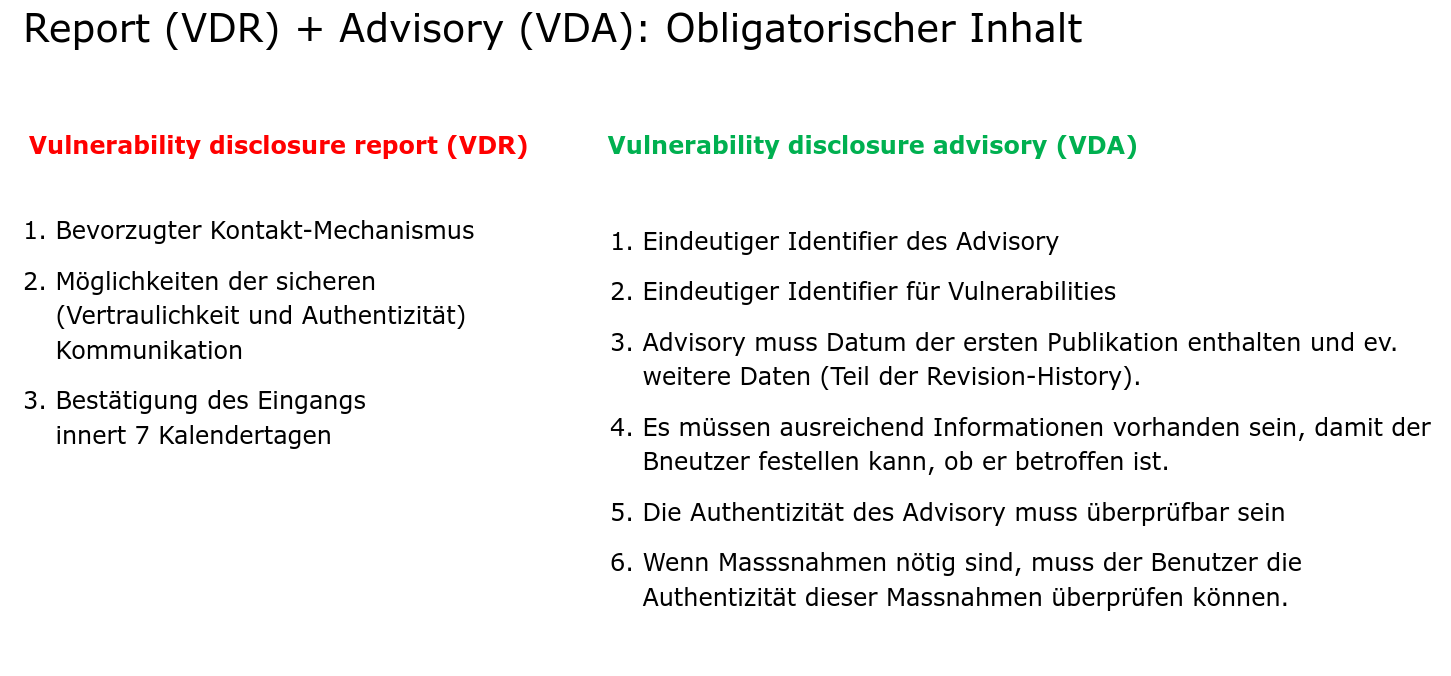 Report (VDR) + Advisory (VDA): Obligatorischer Inhalt
Vulnerability disclosure report (VDR)
1. Bevorzugter Kontakt-Mechanismus
2. Möglichkeiten der sicheren
(Vertraulichkeit und Authentizität)
Kommunikation
3. Bestätigung des Eingangs
innert 7 Kalendertagen
Vulnerability disclosure advisory (VDA)
1. Eindeutiger Identifier des Advisory
2. Eindeutiger Identifier für Vulnerabilities
3. Advisory muss Datum der ersten Publikation enthalten und ev.
weitere Daten (Teil der Revision-History).
4. Es müssen ausreichend Informationen vorhanden sein, damit der
Bneutzer festellen kann, ob er betroffen ist.
5. Die Authentizität des Advisory muss überprüfbar sein
6. Wenn Masssnahmen nötig sind, muss der Benutzer die
Authentizität dieser Massnahmen überprüfen können.